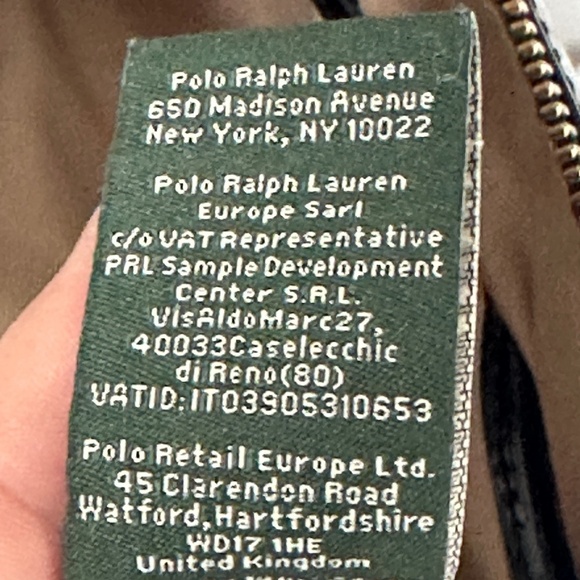 Polo Ralph Lauren
650 Madison Avenue
New York, NY 10022
Polo Ralph Lauren
Europe Sarl
c/o VAT Representative
PRL Sample Development
Center S.R.L.
VisAldoMarc27,
40033Caselecchic
di Reno(80)
VATID:IT03905310653
Polo Retail Europe Ltd.
45 Clarendon Road
Watford,Hartfordshire
WD17 1HE
United Kingdom